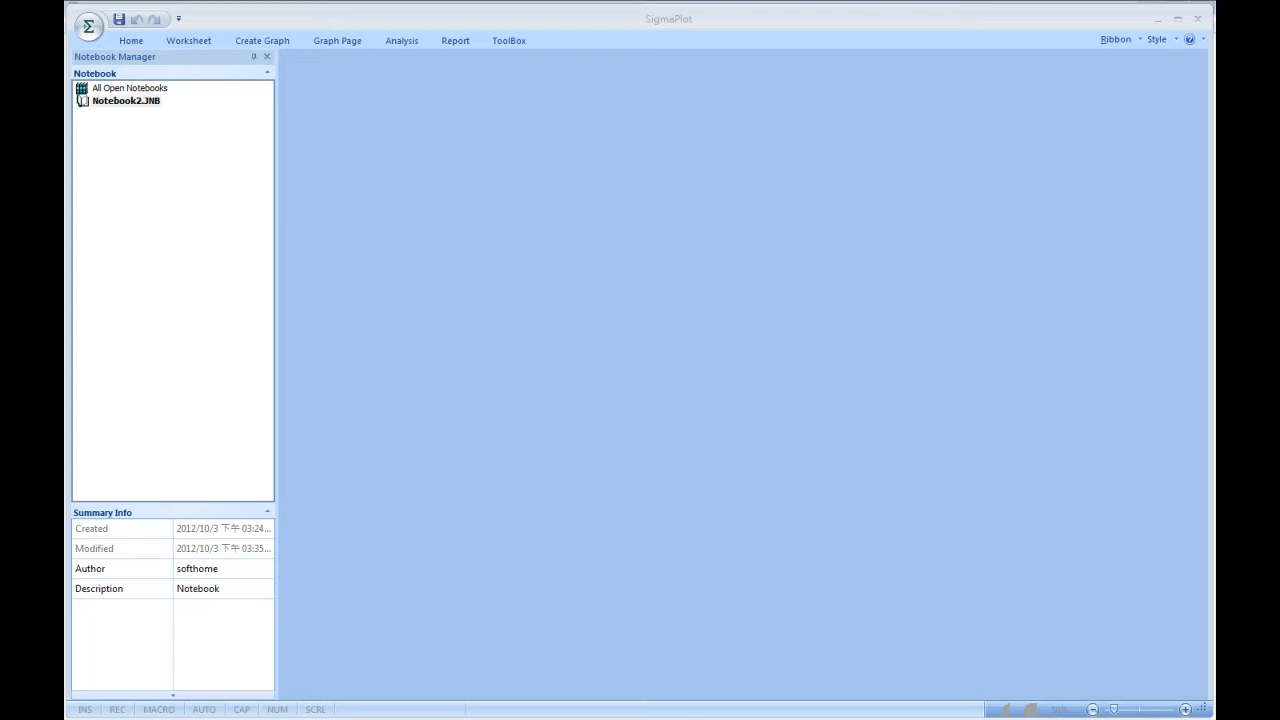 SigmaPlot
Home Worksheet Create Graph Graph Page Analysis Report ToolBox Ribbon Style
Notebook Manager
Notebook
All Open Notebooks
Notebook2.JNB
Summary Info
Created 2012/10/3 下午 03:24...
Modified 2012/10/3 下午 03:35...
Author softhome
Description Notebook
INS REC MACRO AUTO CAP NUM SCRL 50%